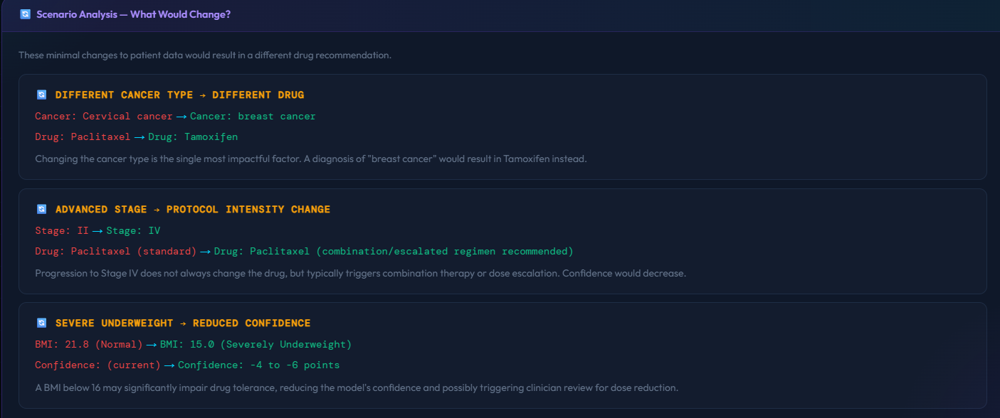 Scenario Analysis — What Would Change?
These minimal changes to patient data would result in a different drug recommendation.
DIFFERENT CANCER TYPE → DIFFERENT DRUG
Cancer: Cervical cancer → Cancer: breast cancer
Drug: Paclitaxel → Drug: Tamoxifen
Changing the cancer type is the single most impactful factor. A diagnosis of "breast cancer" would result in Tamoxifen instead.
ADVANCED STAGE → PROTOCOL INTENSITY CHANGE
Stage: II → Stage: IV
Drug: Paclitaxel (standard) → Drug: Paclitaxel (combination/escalated regimen recommended)
Progression to Stage IV does not always change the drug, but typically triggers combination therapy or dose escalation. Confidence would decrease.
SEVERE UNDERWEIGHT → REDUCED CONFIDENCE
BMI: 21.8 (Normal) → BMI: 15.0 (Severely Underweight)
Confidence: (current) → Confidence: -4 to -6 points
A BMI below 16 may significantly impair drug tolerance, reducing the model's confidence and possibly triggering clinician review for dose reduction.